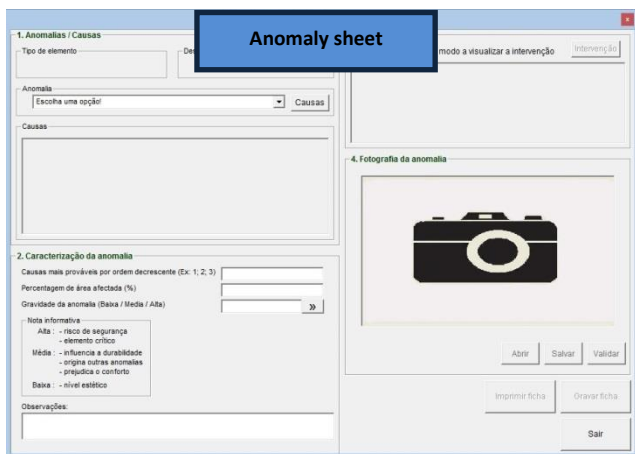 Anomaly sheet
x
1. Anomalias / Causas
Tipo de elemento
Anomalia
Escolha uma opção!
Causas
Causas
modo a visualizar a intervenção
Intervenção
4. Fotografia da anomalia
2. Caracterização da anomalia
Causas mais prováveis por ordem decrescente (Ex: 1; 2; 3)
Percentagem de área afectada (%)
Gravidade da anomalia (Baixa / Media / Alta)
»
Nota informativa
Alta : - risco de segurança
- elemento crítico
Média : - influencia a durabilidade
- origina outras anomalias
- prejudica o conforto
Baixa : - nível estético
Observações:
Abrir
Salvar
Validar
Imprimir ficha
Gravar ficha
Sair